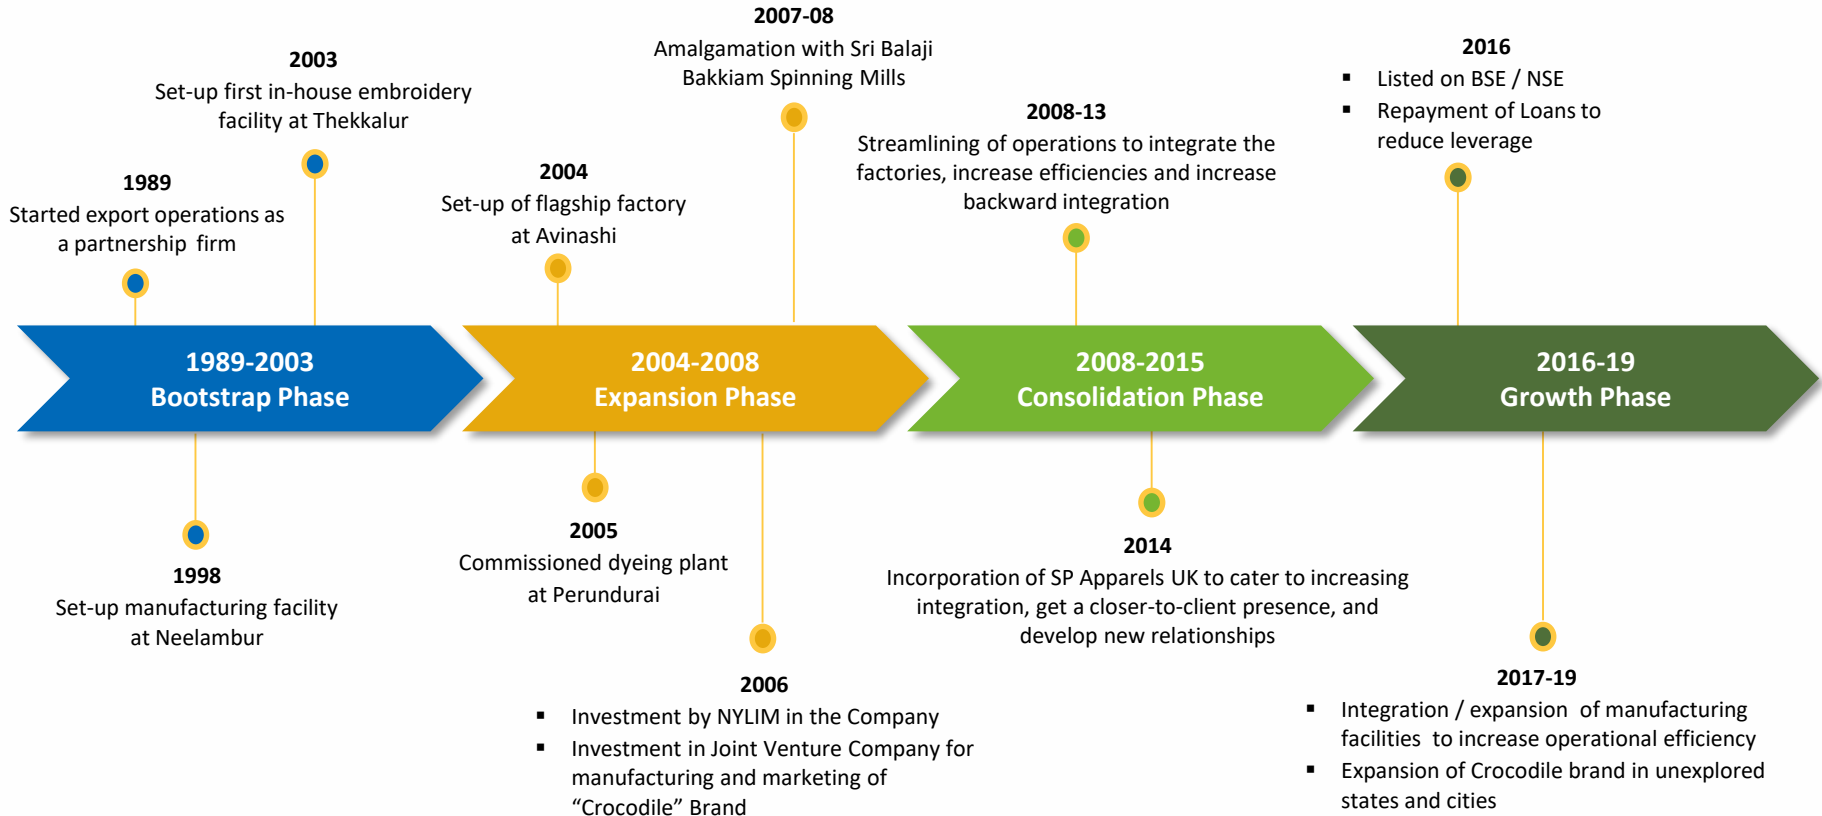 1989
Started export operations as
a partnership firm
2003
Set-up first in-house embroidery
facility at Thekkalur
2004
Set-up of flagship factory
at Avinashi
2007-08
Amalgamation with Sri Balaji
Bakkiam Spinning Mills
2008-13
Streamlining of operations to integrate the
factories, increase efficiencies and increase
backward integration
2016
▪ Listed on BSE / NSE
▪ Repayment of Loans to
reduce leverage
1989-2003
Bootstrap Phase
2004-2008
Expansion Phase
2008-2015
Consolidation Phase
2016-19
Growth Phase
1998
Set-up manufacturing facility
at Neelambur
2005
Commissioned dyeing plant
at Perundurai
2006
▪ Investment by NYLIM in the Company
▪ Investment in Joint Venture Company for
manufacturing and marketing of
“Crocodile” Brand
2014
Incorporation of SP Apparels UK to cater to increasing
integration, get a closer-to-client presence, and
develop new relationships
2017-19
▪ Integration / expansion of manufacturing
facilities to increase operational efficiency
▪ Expansion of Crocodile brand in unexplored
states and cities